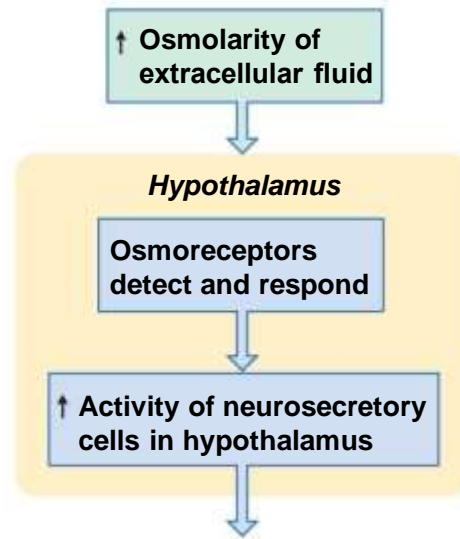 ↑ Osmolarity of
extracellular fluid
Hypothalamus
Osmoreceptors
detect and respond
↑ Activity of neurosecretory
cells in hypothalamus